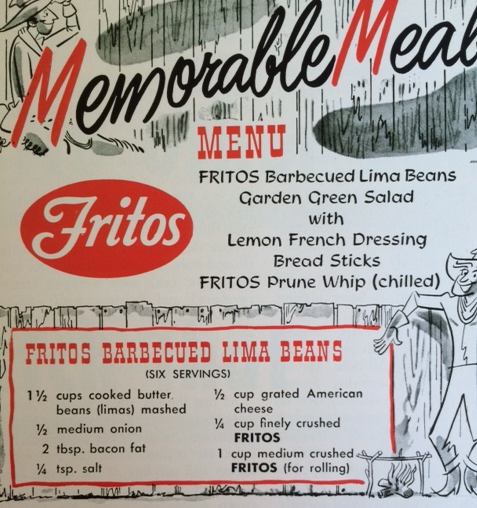 Memorable Meal
MENU
FRITOS Barbecued Lima Beans
Garden Green Salad
with
Lemon French Dressing
Bread Sticks
FRITOS Prune Whip (chilled)
Fritos
FRITOS BARBECUED LIMA BEANS
(SIX SERVINGS)
1½ cups cooked butter
beans (limas) mashed
½ medium onion
2 tbsp. bacon fat
¼ tsp. salt
½ cup grated American
cheese
¼ cup finely crushed
FRITOS
1 cup medium crushed
FRITOS (for rolling)